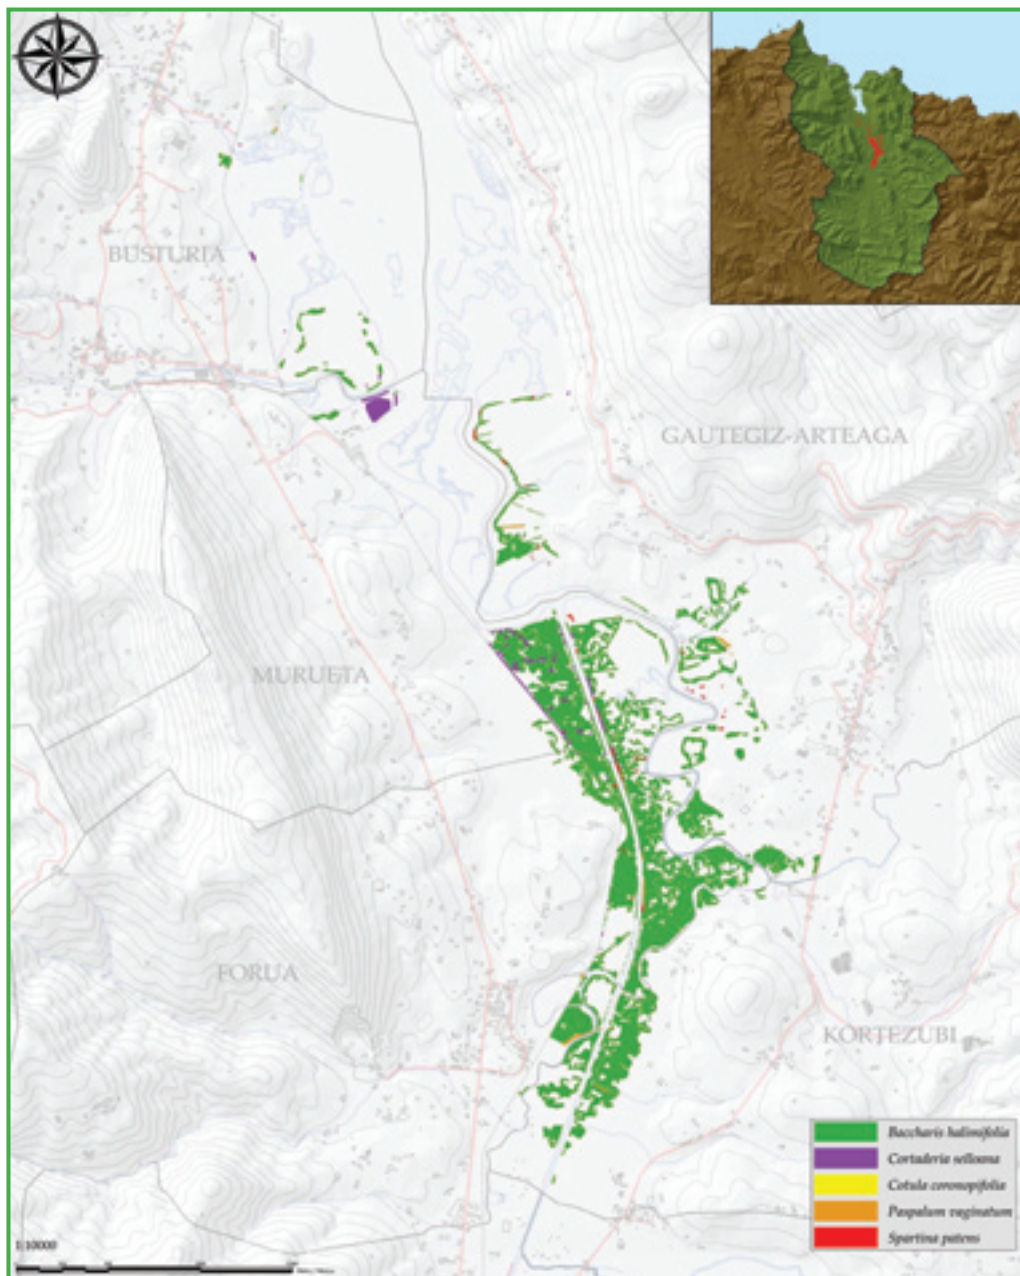 BUSTURIA
GAUTEGIZ-ARTEAGA
MURUETA
FORUA
KORTEZUBI
Baccharis halimifolia
Cortaderia selloana
Cotula coronopifolia
Paspalum vaginatum
Spartina patens
1:10000